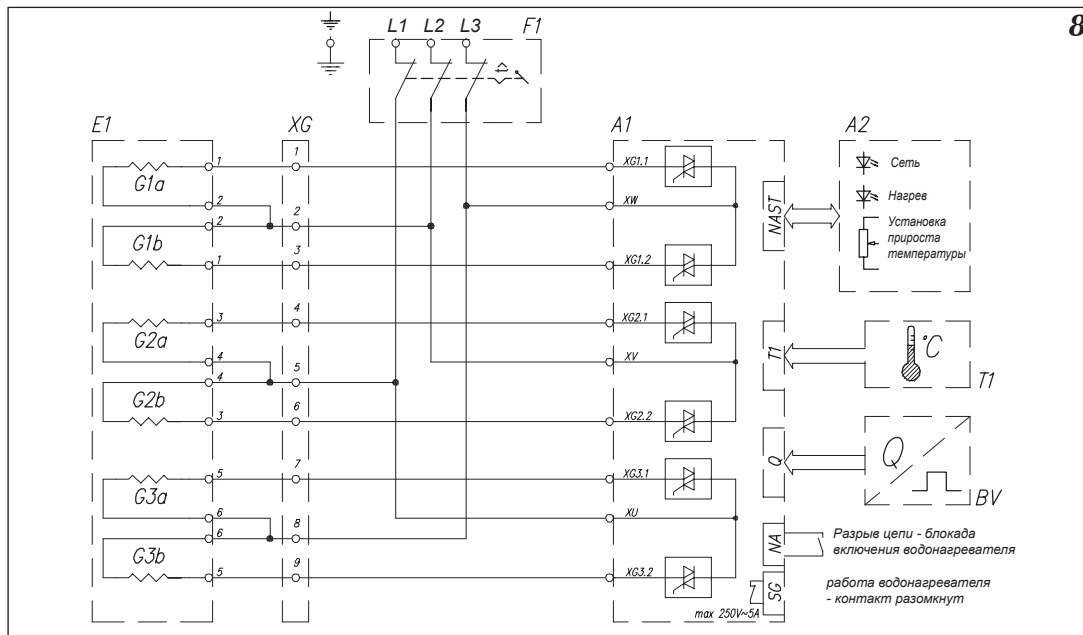 8
L1 L2 L3 F1
E1 XG A1 A2
G1a 1 1 XG1.1
2 XW
2 2
G1b 1 3 XG1.2
NAST
Сеть
Нагрев
Установка
прироста
температуры
G2a 3 4 XG2.1
4 XV
4 5
G2b 3 6 XG2.2
T1 °C T1
G3a 5 7 XG3.1
6 XU
6 8
G3b 5 9 XG3.2
Q Q BV
NA
Разрыв цепи - блокада
включения водонагревателя
SG
работа водонагревателя
- контакт разомкнут
max 250V~5A